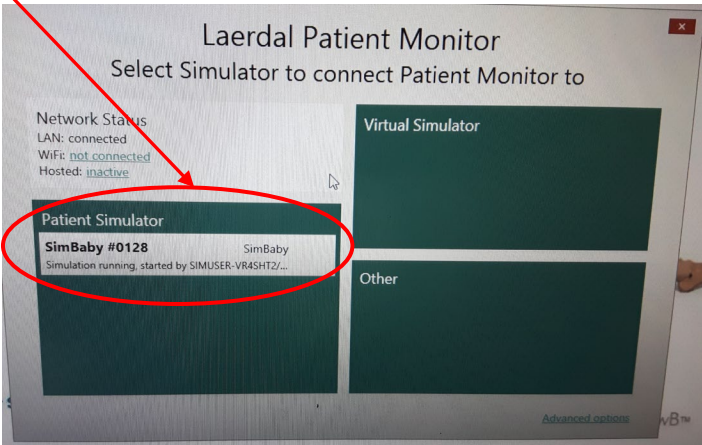 Laerdal Patient Monitor
Select Simulator to connect Patient Monitor to
Network Status
LAN: connected
WiFi: not connected
Hosted: inactive
Patient Simulator
SimBaby #0128 SimBaby
Simulation running, started by SIMUSER-VR4SHT2/...
Virtual Simulator
Other
Advanced options